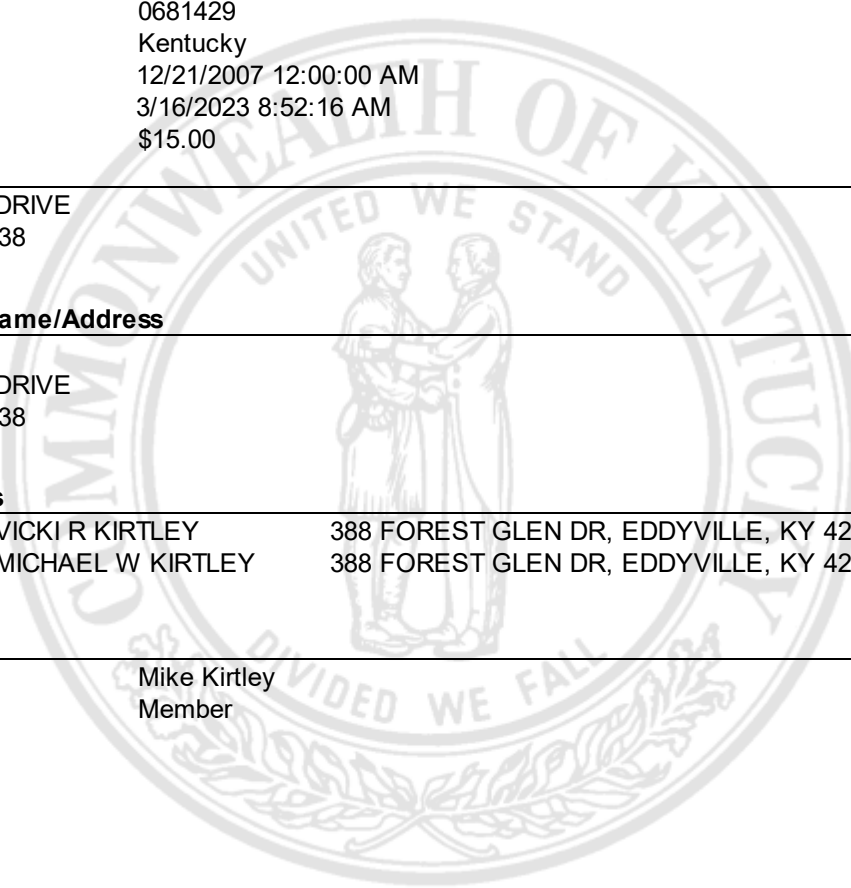 0681429
Kentucky
12/21/2007 12:00:00 AM
3/16/2023 8:52:16 AM
$15.00
DRIVE
38
ame/Address
DRIVE
38
s
VICKI R KIRTLEY 388 FOREST GLEN DR, EDDYVILLE, KY 42
MICHAEL W KIRTLEY 388 FOREST GLEN DR, EDDYVILLE, KY 42
Mike Kirtley
Member
COMMONWEALTH OF KENTUCKY
UNITED WE STAND
DIVIDED WE FALL